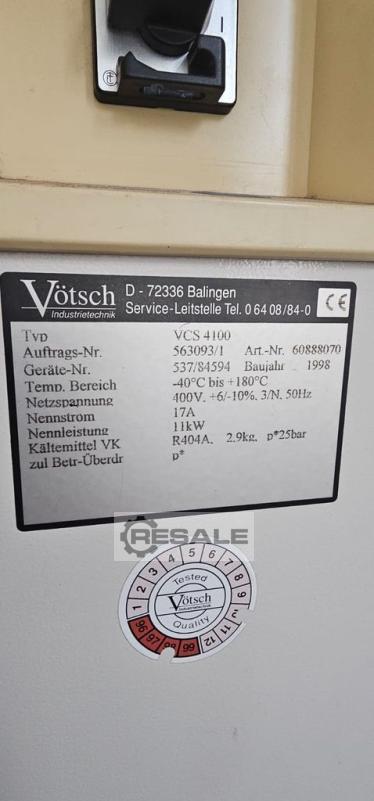 Vötsch
Industrietechnik
D - 72336 Balingen
Service-Leitstelle Tel. 0 64 08/84-0
CE
Typ VCS 4100
Auftrags-Nr. 563093/1 Art.-Nr. 60888070
Geräte-Nr. 537/84594 Baujahr 1998
Temp. Bereich -40°C bis +180°C
Netzspannung 400V. +6/-10%. 3/N. 50Hz
Nennstrom 17A
Nennleistung 11kW
Kältemittel VK R404A. 2.9kg. p*25bar
zul Betr-Überdr p*
RESALE
1 2 3 4 5 6 7 8 9 11 12
Tested
Vötsch
Industrietechnik
Quality
96 97 98 99